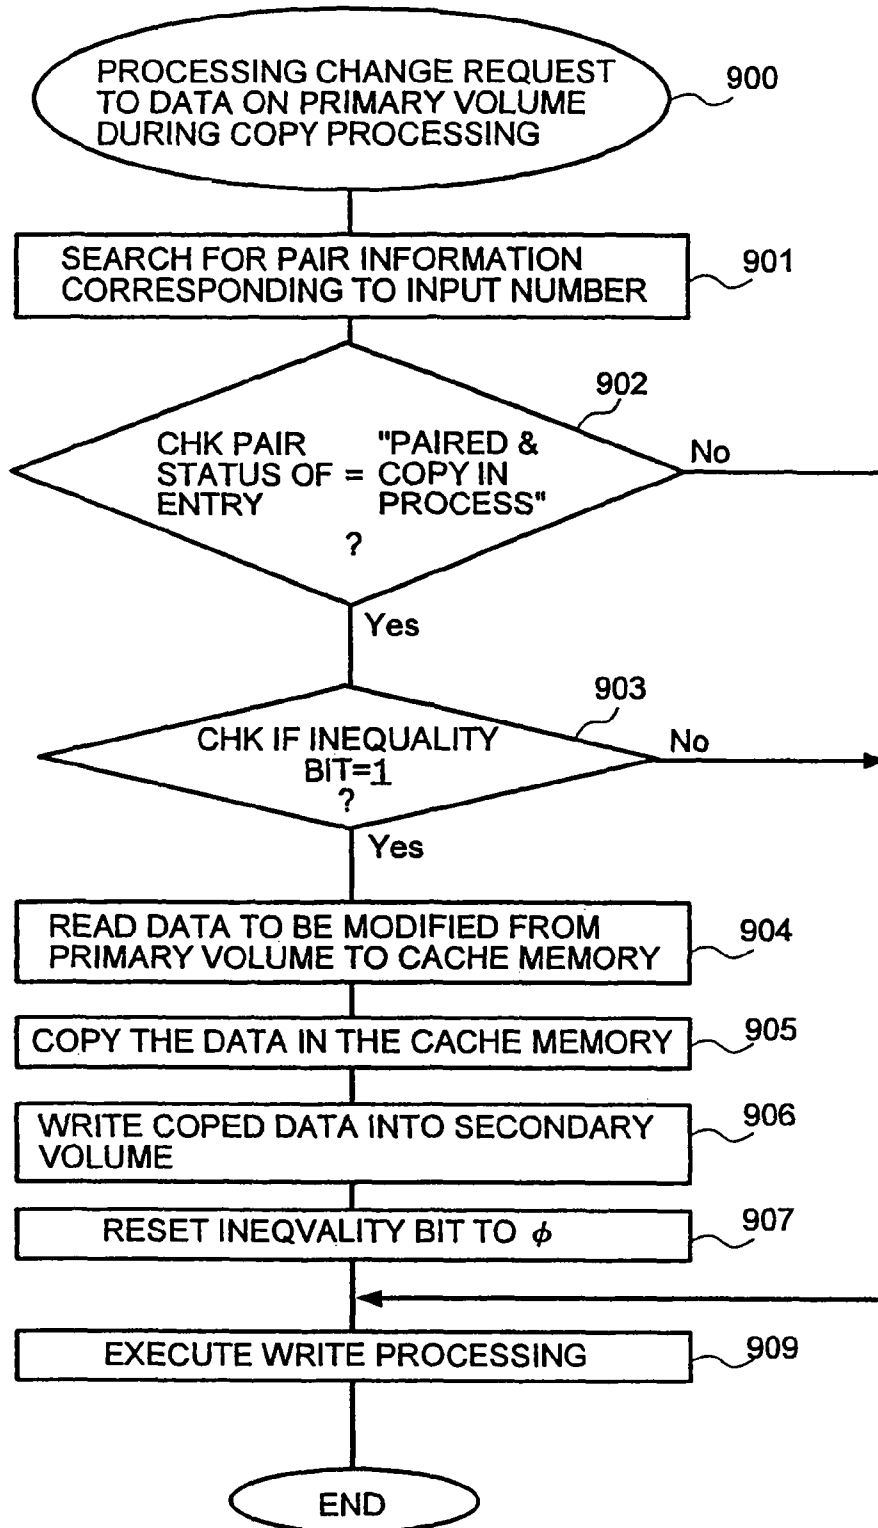 PROCESSING CHANGE REQUEST
TO DATA ON PRIMARY VOLUME
DURING COPY PROCESSING
900
SEARCH FOR PAIR INFORMATION
CORRESPONDING TO INPUT NUMBER
901
902
CHK PAIR "PAIRED &
STATUS OF = COPY IN
ENTRY PROCESS"
?
No
Yes
903
CHK IF INEQUALITY
BIT=1
?
No
Yes
READ DATA TO BE MODIFIED FROM
PRIMARY VOLUME TO CACHE MEMORY
904
COPY THE DATA IN THE CACHE MEMORY
905
WRITE COPED DATA INTO SECONDARY
VOLUME
906
RESET INEQVALITY BIT TO ϕ
907
EXECUTE WRITE PROCESSING
909
END